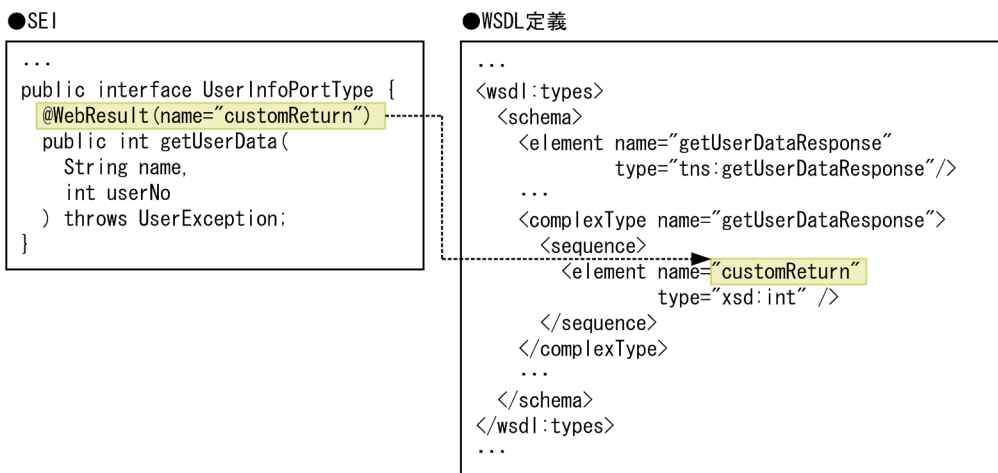 ●SEI
...
public interface UserInfoPortType {
@WebResult(name="customReturn")
public int getUserData(
String name,
int userNo
) throws UserException;
}
●WSDL定義
...
<wsdl:types>
<schema>
<element name="getUserDataResponse"
type="tns:getUserDataResponse"/>
...
<complexType name="getUserDataResponse">
<sequence>
<element name="customReturn"
type="xsd:int" />
</sequence>
</complexType>
...
</schema>
</wsdl:types>
...